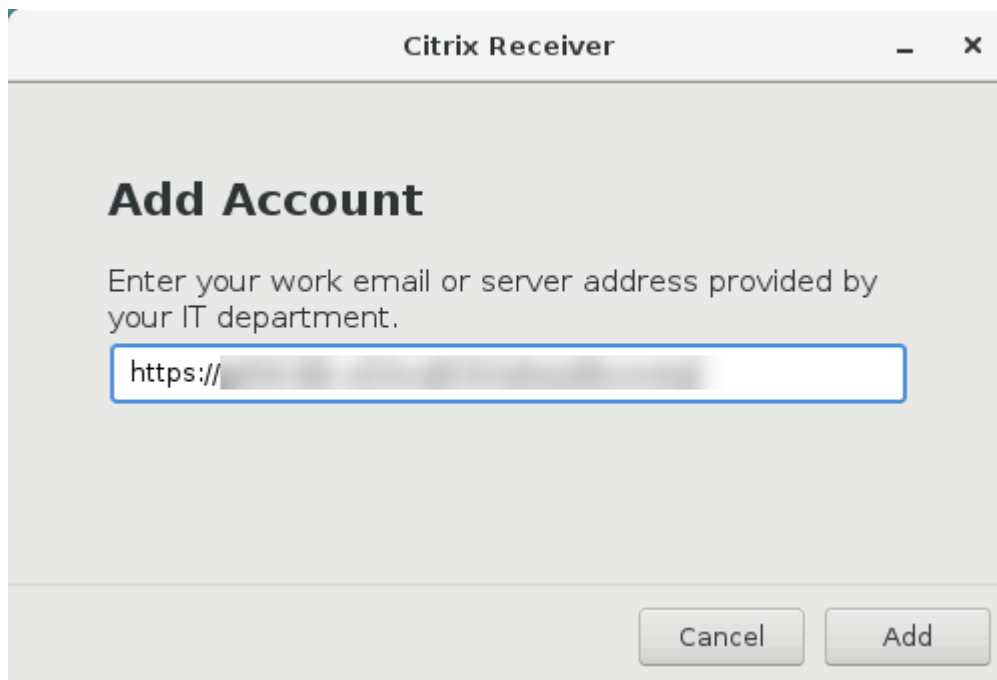 Citrix Receiver
Add Account
Enter your work email or server address provided by
your IT department.
https://
Cancel Add